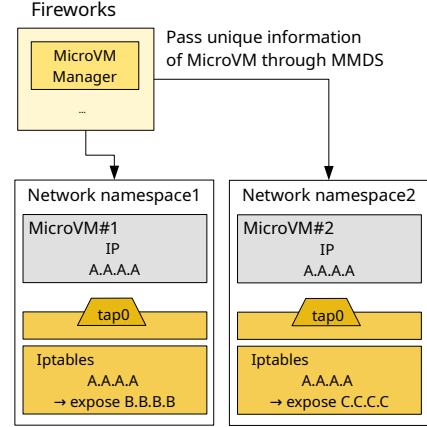 Fireworks
MicroVM
Manager
...
Pass unique information
of MicroVM through MMDS
Network namespace1
MicroVM#1
IP
A.A.A.A
tap0
Iptables
A.A.A.A
→ expose B.B.B.B
Network namespace2
MicroVM#2
IP
A.A.A.A
tap0
Iptables
A.A.A.A
→ expose C.C.C.C